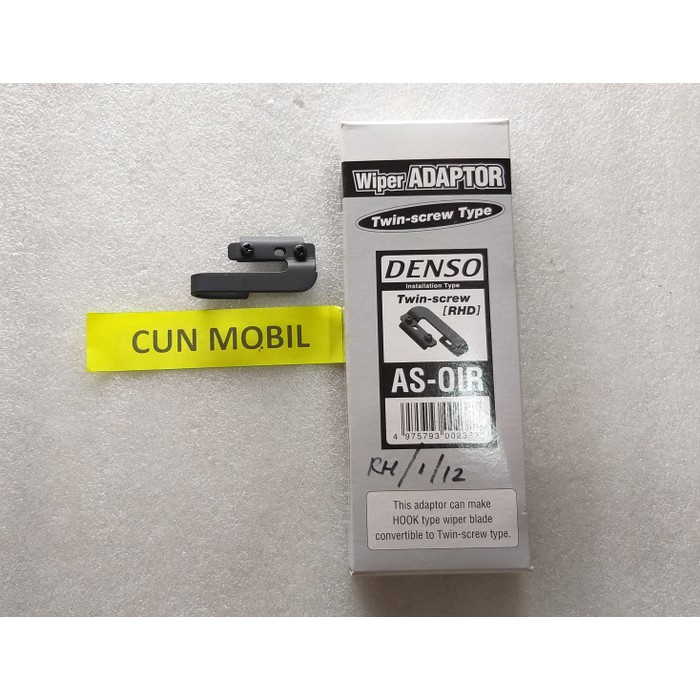 Wiper ADAPTOR
Twin-screw Type
DENSO
Installation Type
Twin-screw
[RHD]
AS-01R
CUN MOBIL
RH/1/12
This adaptor can make
HOOK type wiper blade
convertible to Twin-screw type.